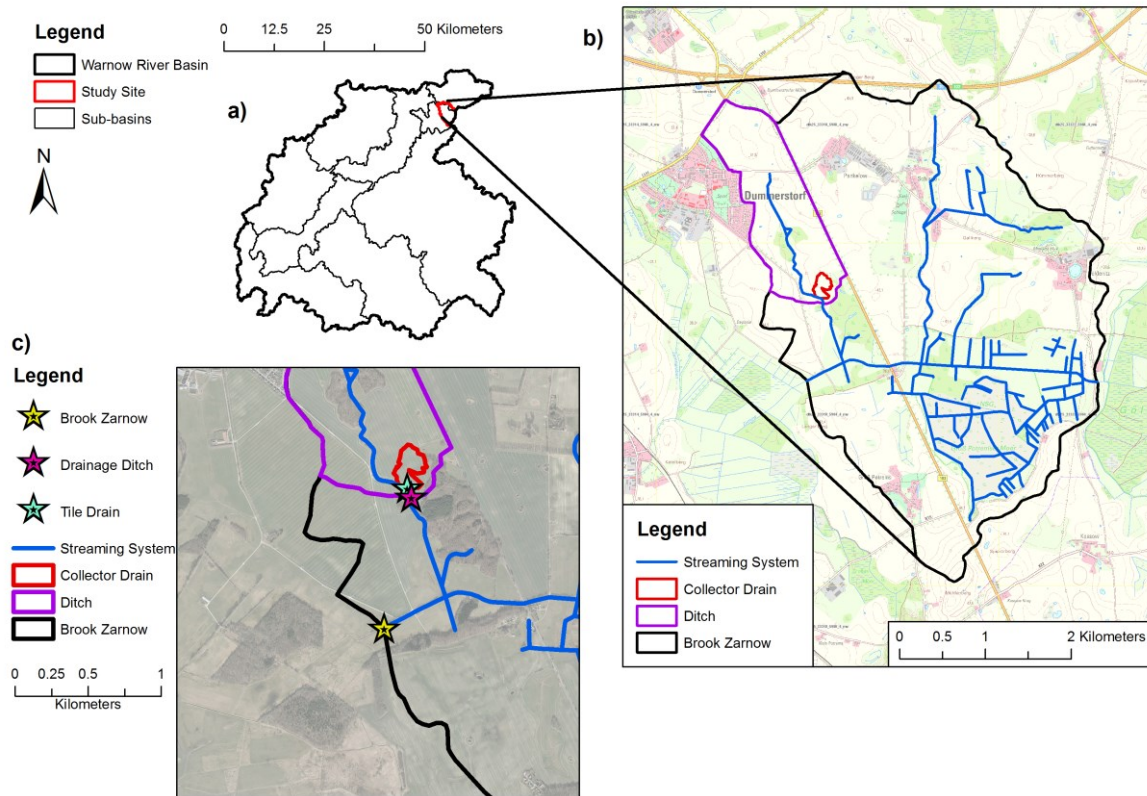 Legend
Warnow River Basin
Study Site
Sub-basins
N
0 12.5 25 50 Kilometers
a)
b)
Dummerstorf
Legend
Streaming System
Collector Drain
Ditch
Brook Zarnow
0 0.5 1 2 Kilometers
c)
Legend
Brook Zarnow
Drainage Ditch
Tile Drain
Streaming System
Collector Drain
Ditch
Brook Zarnow
0 0.25 0.5 1
Kilometers